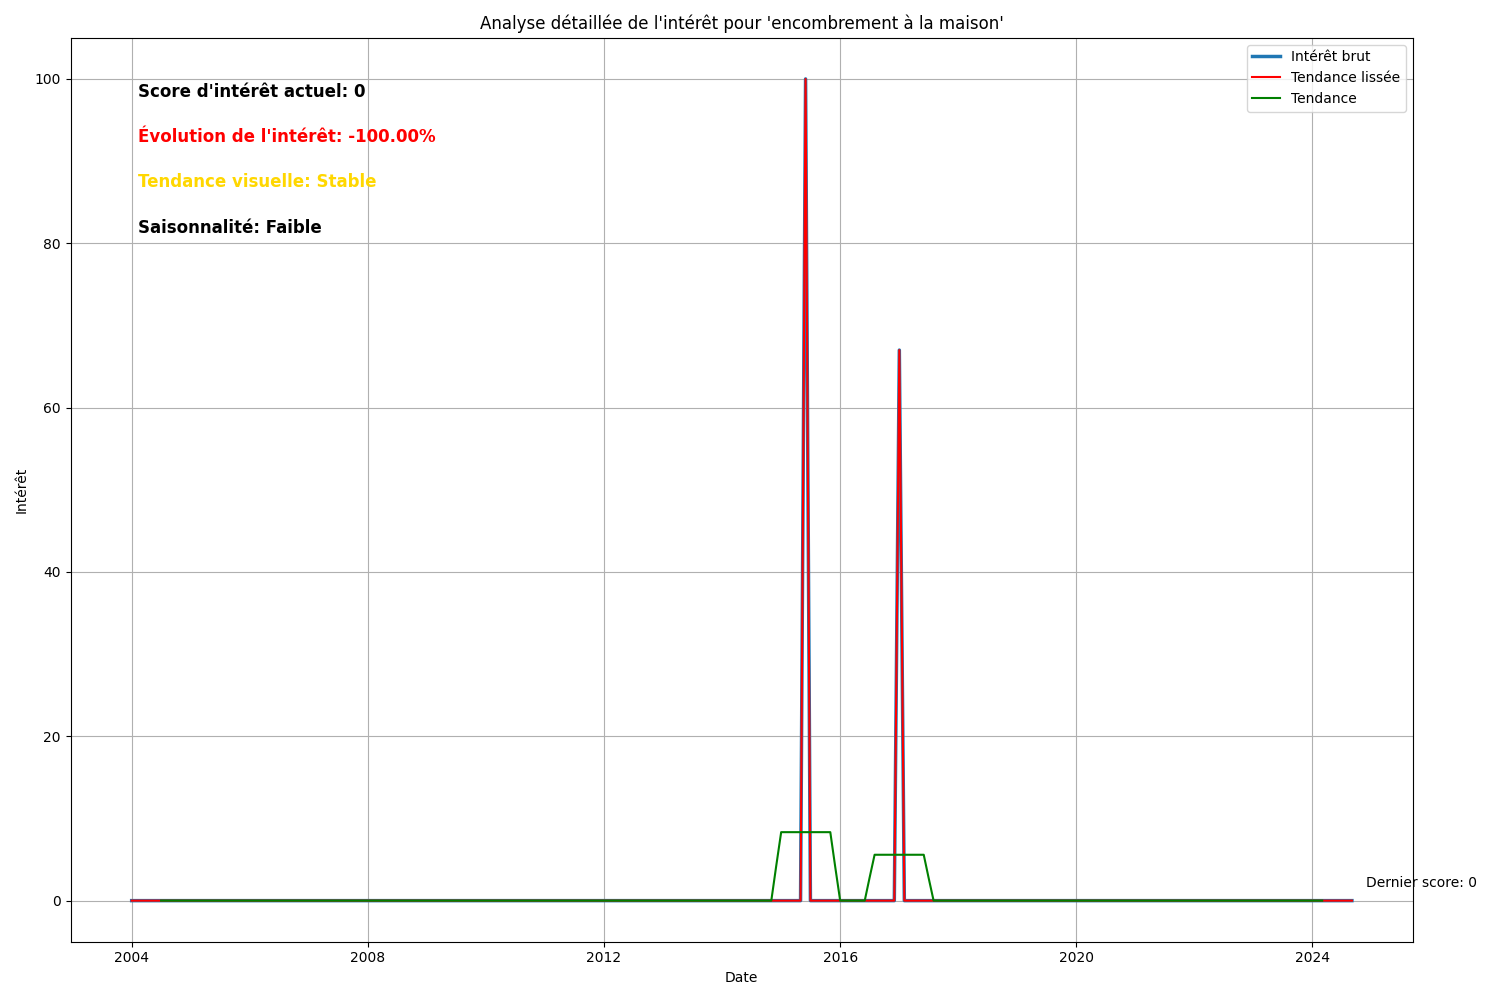 Analyse détaillée de l'intérêt pour 'encombrement à la maison'
Intérêt brut
Tendance lissée
Tendance
Score d'intérêt actuel: 0
Évolution de l'intérêt: -100.00%
Tendance visuelle: Stable
Saisonnalité: Faible
100
80
60
40
20
0
Intérêt
Dernier score: 0
2004
2008
2012
2016
2020
2024
Date